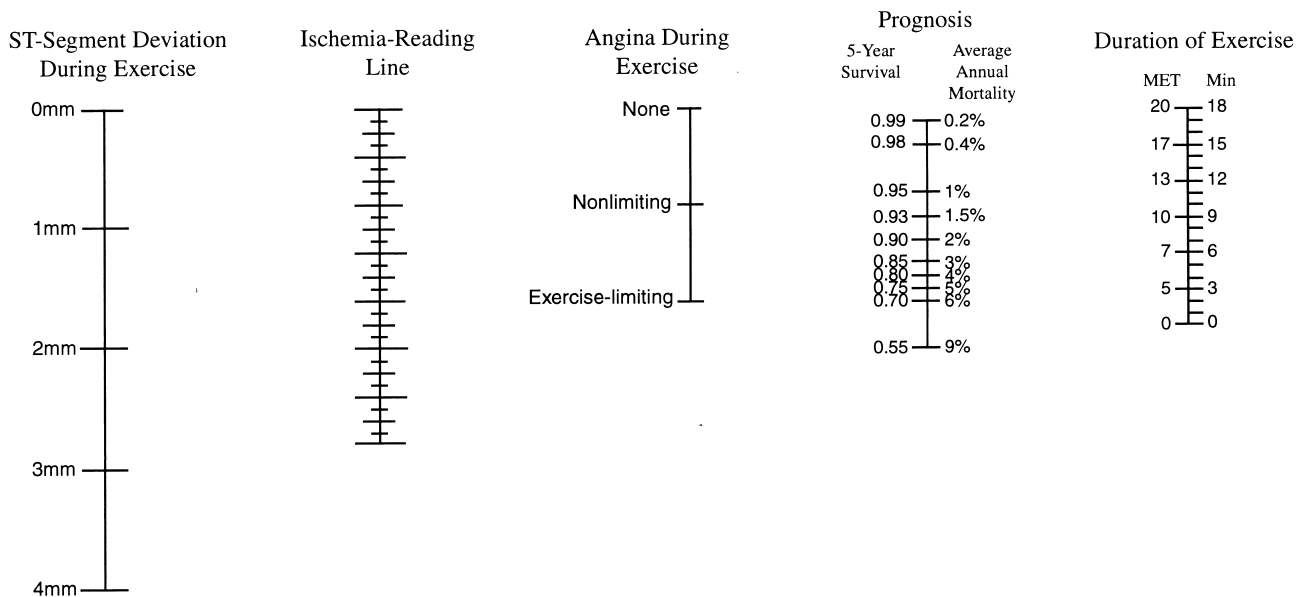 ST-Segment Deviation
During Exercise
0mm
1mm
2mm
3mm
4mm
Ischemia-Reading
Line
Angina During
Exercise
None
Nonlimiting
Exercise-limiting
Prognosis
5-Year
Survival
Average
Annual
Mortality
0.99 0.2%
0.98 0.4%
0.95 1%
0.93 1.5%
0.90 2%
0.85 3%
0.80 4%
0.75 5%
0.70 6%
0.55 9%
Duration of Exercise
MET Min
20 18
17 15
13 12
10 9
7 6
5 3
0 0